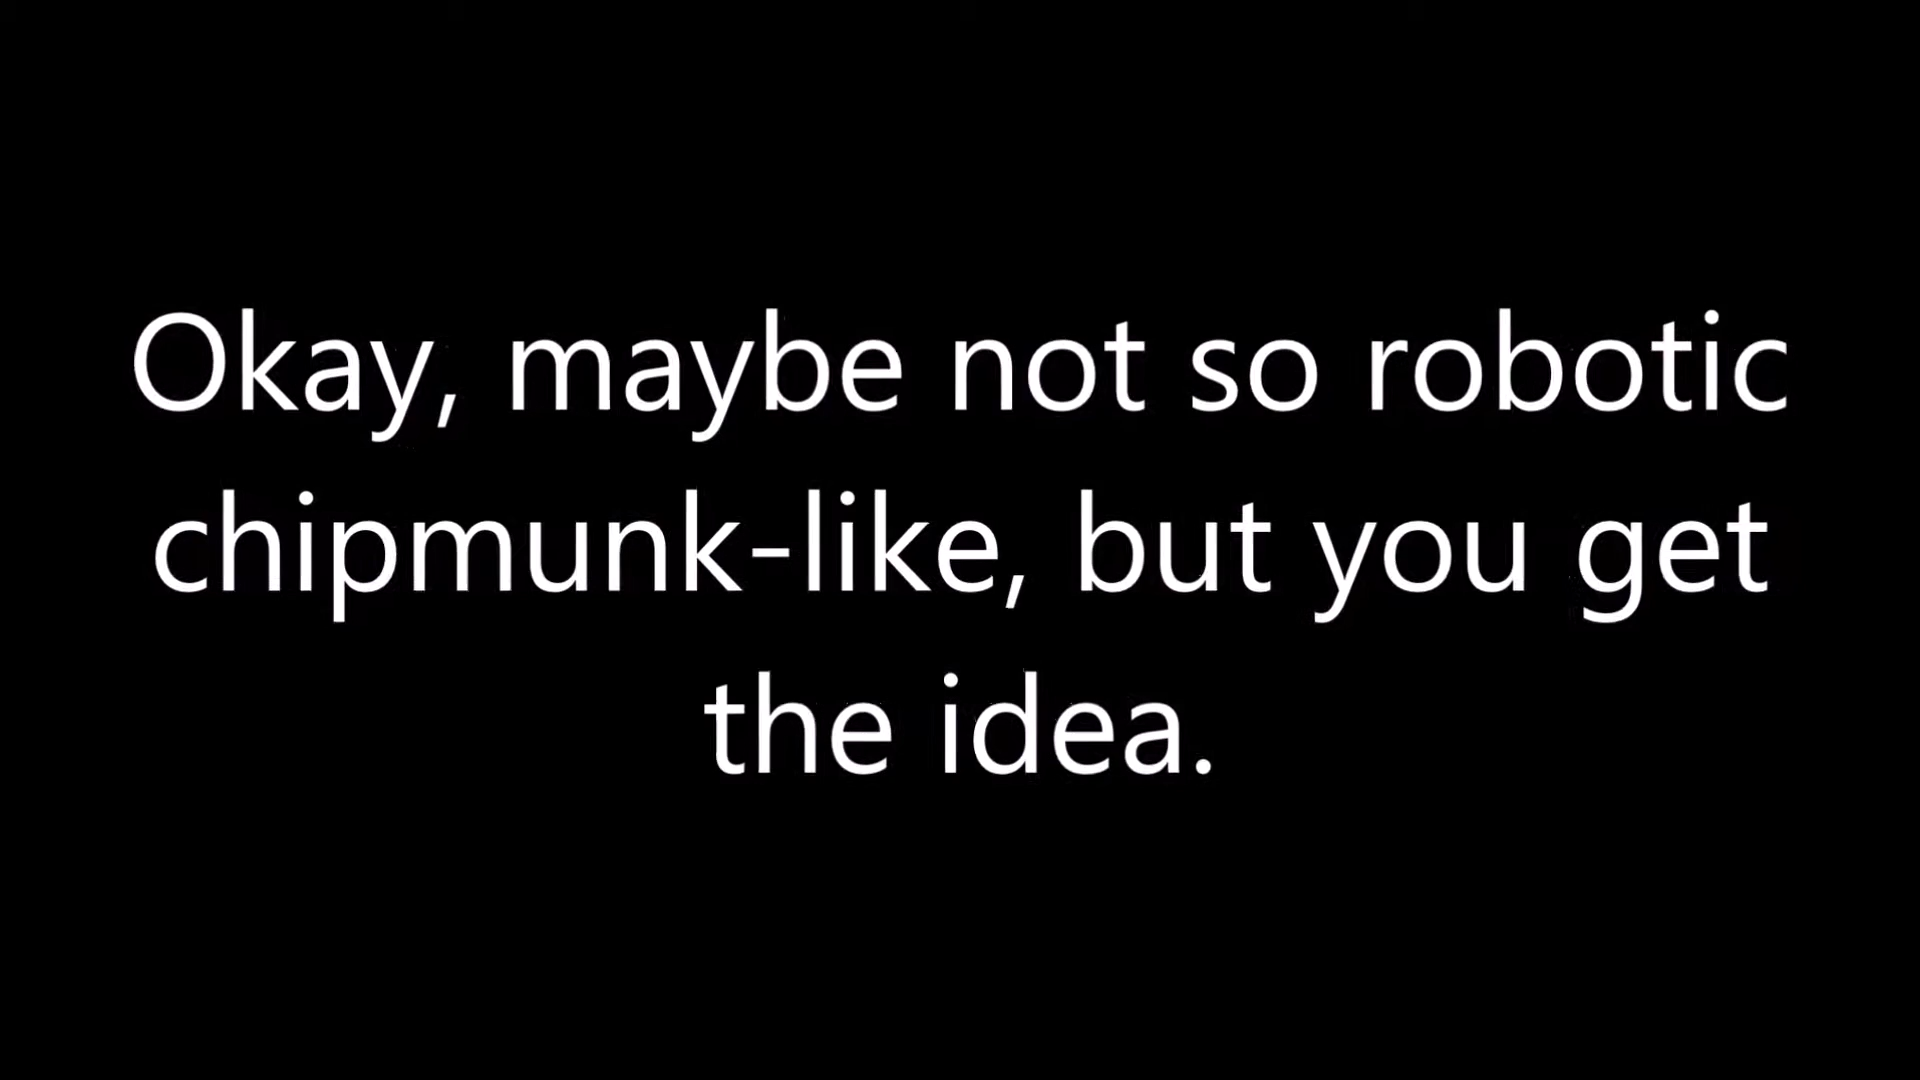 Okay, maybe not so robotic
chipmunk-like, but you get
the idea.